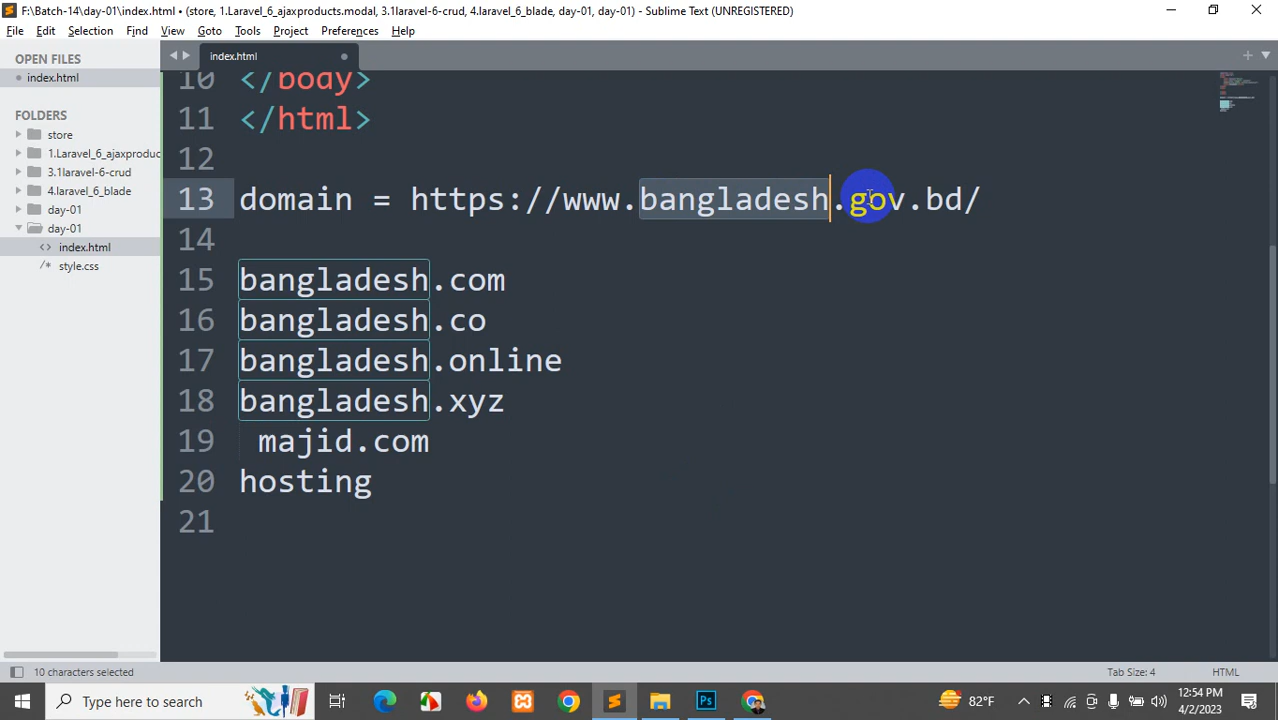 F:\Batch-14\day-01\index.html • (store, 1.Laravel_6_ajaxproducts.modal, 3.1laravel-6-crud, 4.laravel_6_blade, day-01, day-01) - Sublime Text (UNREGISTERED)
File Edit Selection Find View Goto Tools Project Preferences Help
OPEN FILES
index.html
FOLDERS
store
1.Laravel_6_ajaxproduc
3.1laravel-6-crud
4.laravel_6_blade
day-01
day-01
index.html
style.css
index.html
10 </body>
11 </html>
12
13 domain = https://www.bangladesh.gov.bd/
14
15 bangladesh.com
16 bangladesh.co
17 bangladesh.online
18 bangladesh.xyz
19 majid.com
20 hosting
21
10 characters selected
Tab Size: 4
HTML
Type here to search
82°F
12:54 PM
4/2/2023